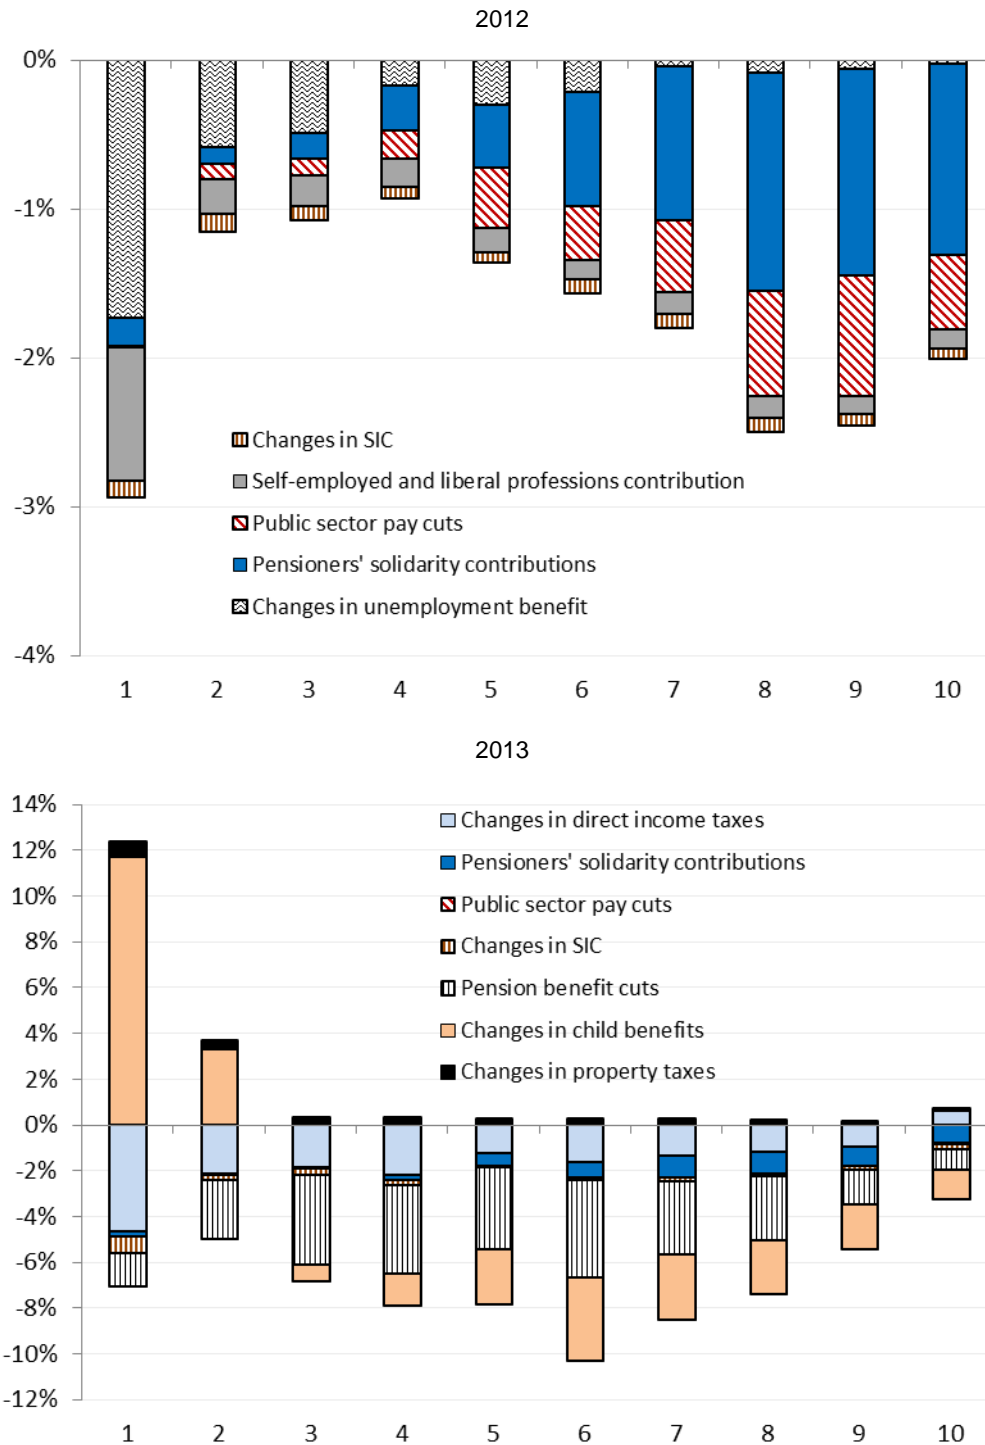 2012
0%
-1%
-2%
-3%
-4%
Changes in SIC
Self-employed and liberal professions contribution
Public sector pay cuts
Pensioners' solidarity contributions
Changes in unemployment benefit
1 2 3 4 5 6 7 8 9 10
2013
14%
12%
10%
8%
6%
4%
2%
0%
-2%
-4%
-6%
-8%
-10%
-12%
Changes in direct income taxes
Pensioners' solidarity contributions
Public sector pay cuts
Changes in SIC
Pension benefit cuts
Changes in child benefits
Changes in property taxes
1 2 3 4 5 6 7 8 9 10